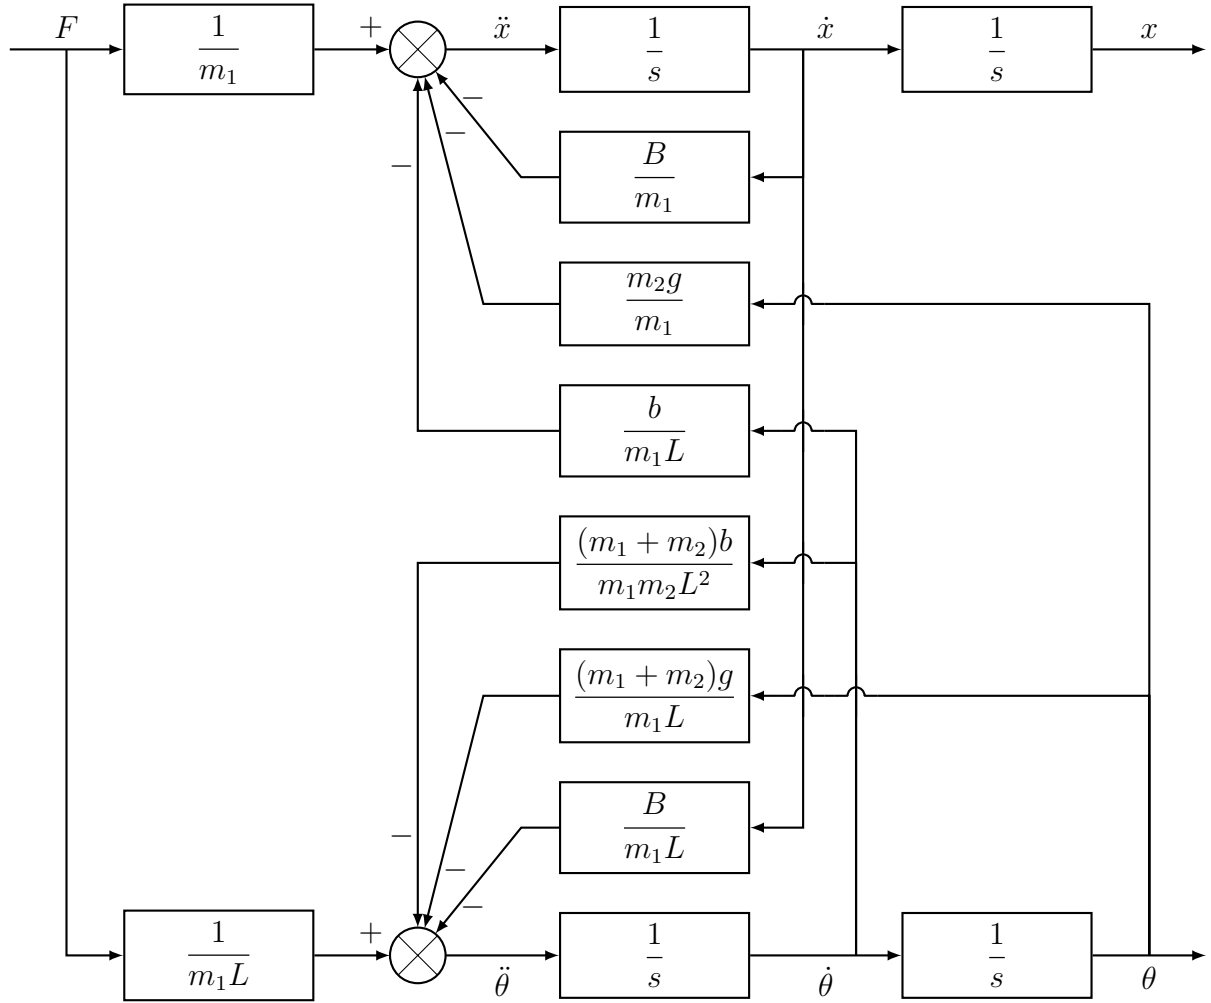 F
1
m₁
+
ẍ
1
s
ẋ
1
s
x
−
−
−
B
m₁
m₂g
m₁
b
m₁L
(m₁ + m₂)b
m₁m₂L²
(m₁ + m₂)g
m₁L
B
m₁L
−
−
−
1
m₁L
+
θ̈
1
s
θ̇
1
s
θ